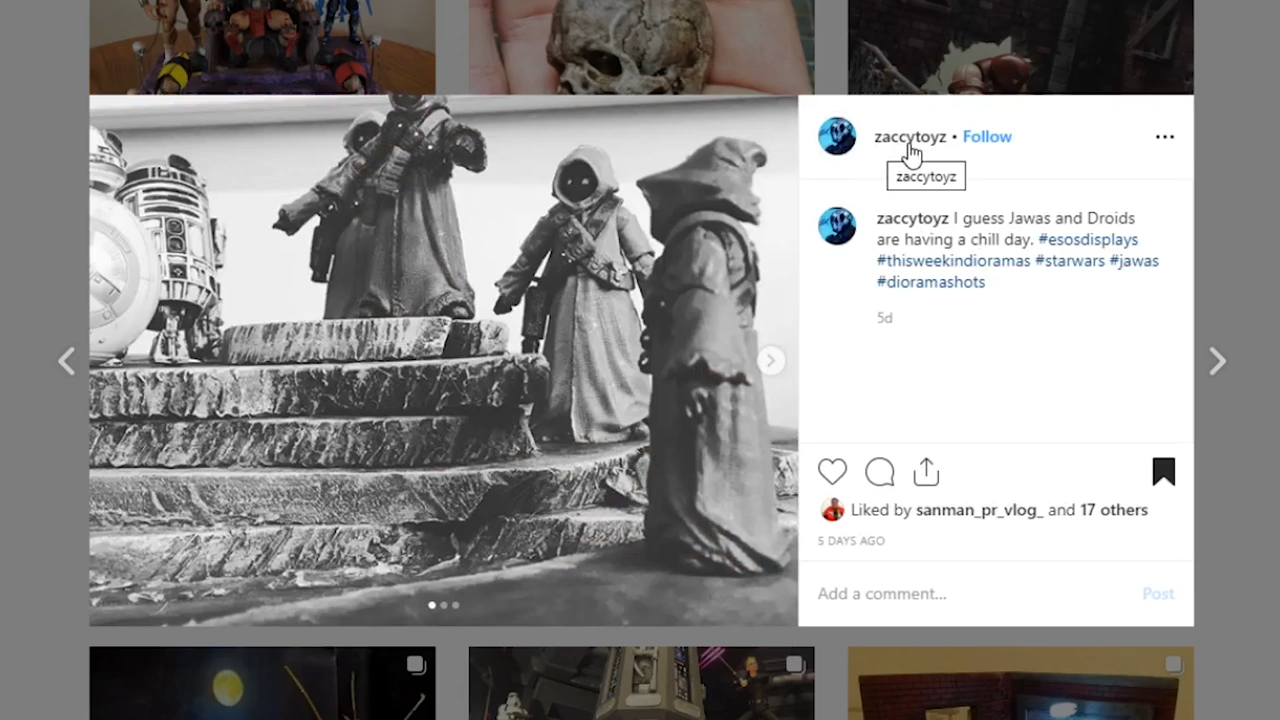 zaccytoyz • Follow
zaccytoyz
zaccytoyz I guess Jawas and Droids
are having a chill day. #esosdisplays
#thisweekindioramas #starwars #jawas
#dioramashots
5d
Liked by sanman_pr_vlog_ and 17 others
5 DAYS AGO
Add a comment... Post